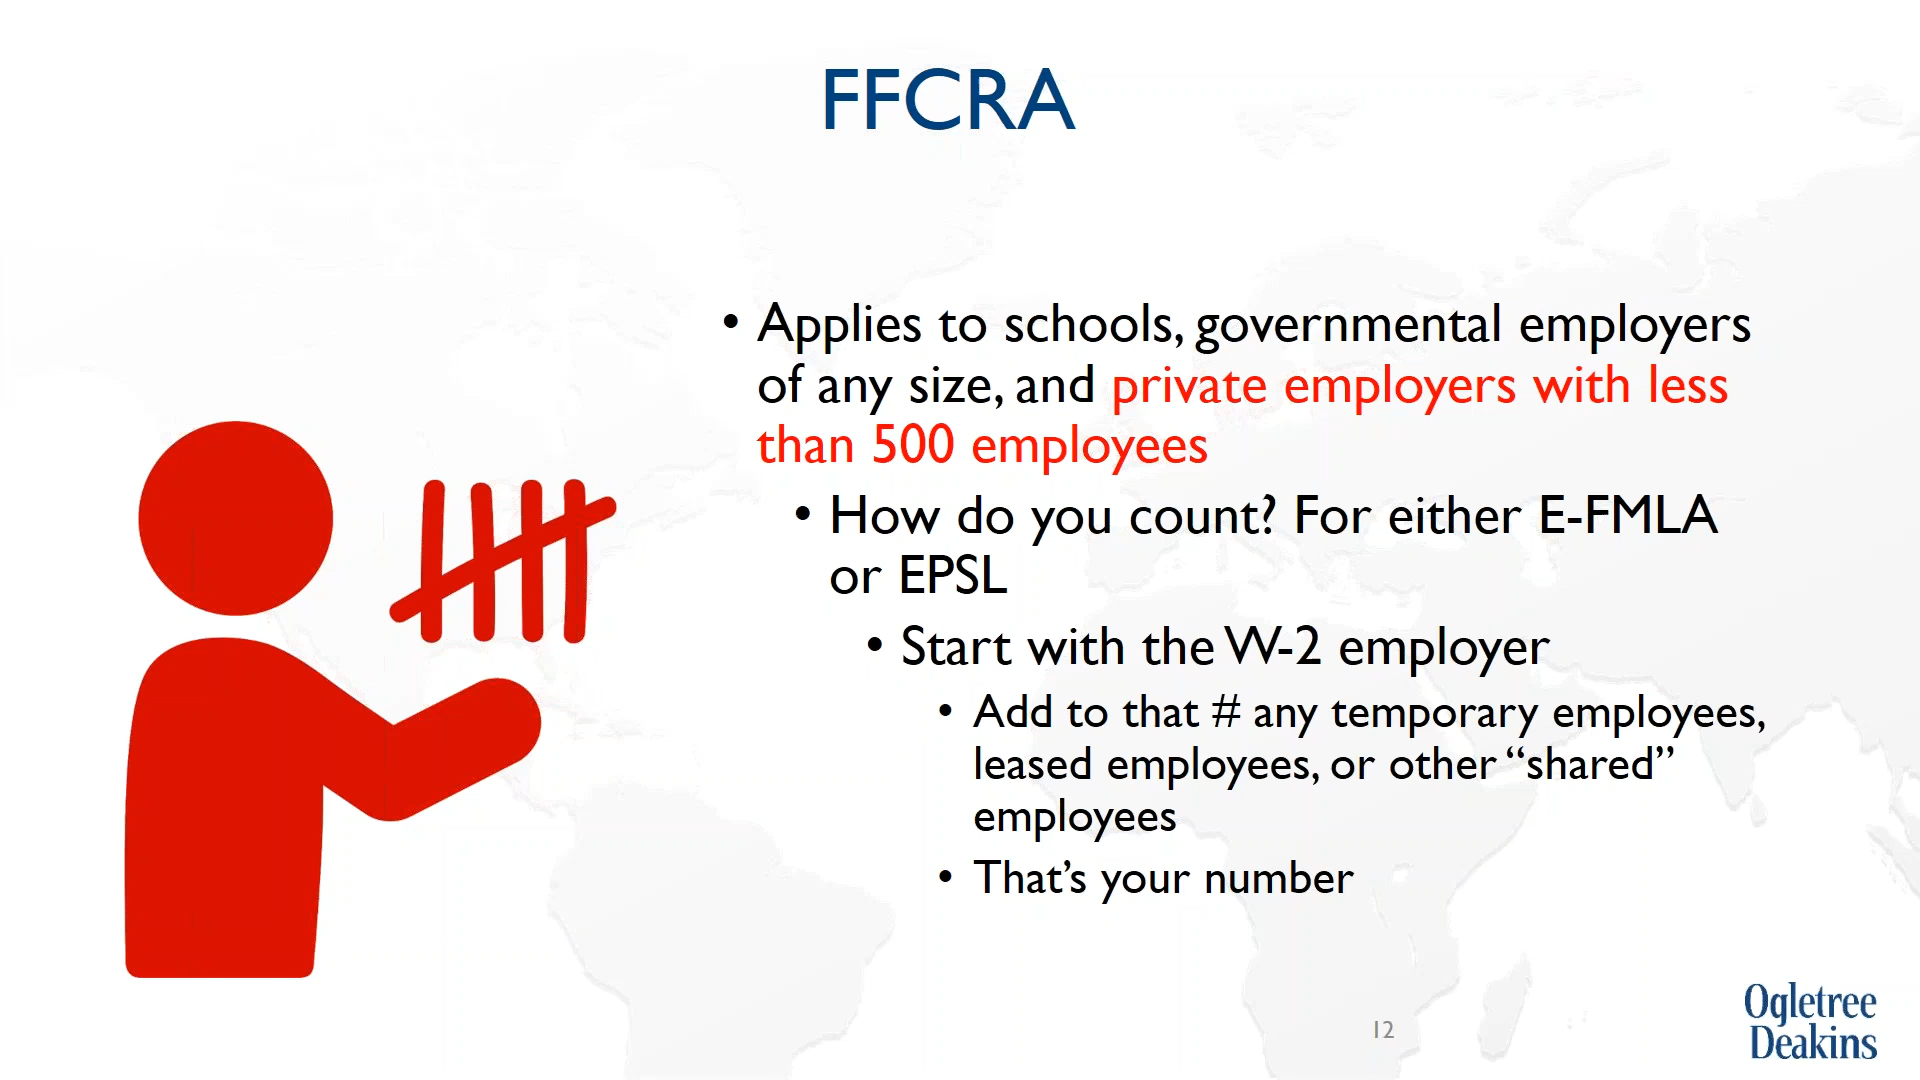 FFCRA
• Applies to schools, governmental employers
of any size, and private employers with less
than 500 employees
• How do you count? For either E-FMLA
or EPSL
• Start with the W-2 employer
• Add to that # any temporary employees,
leased employees, or other “shared”
employees
• That’s your number
12
Ogletree
Deakins